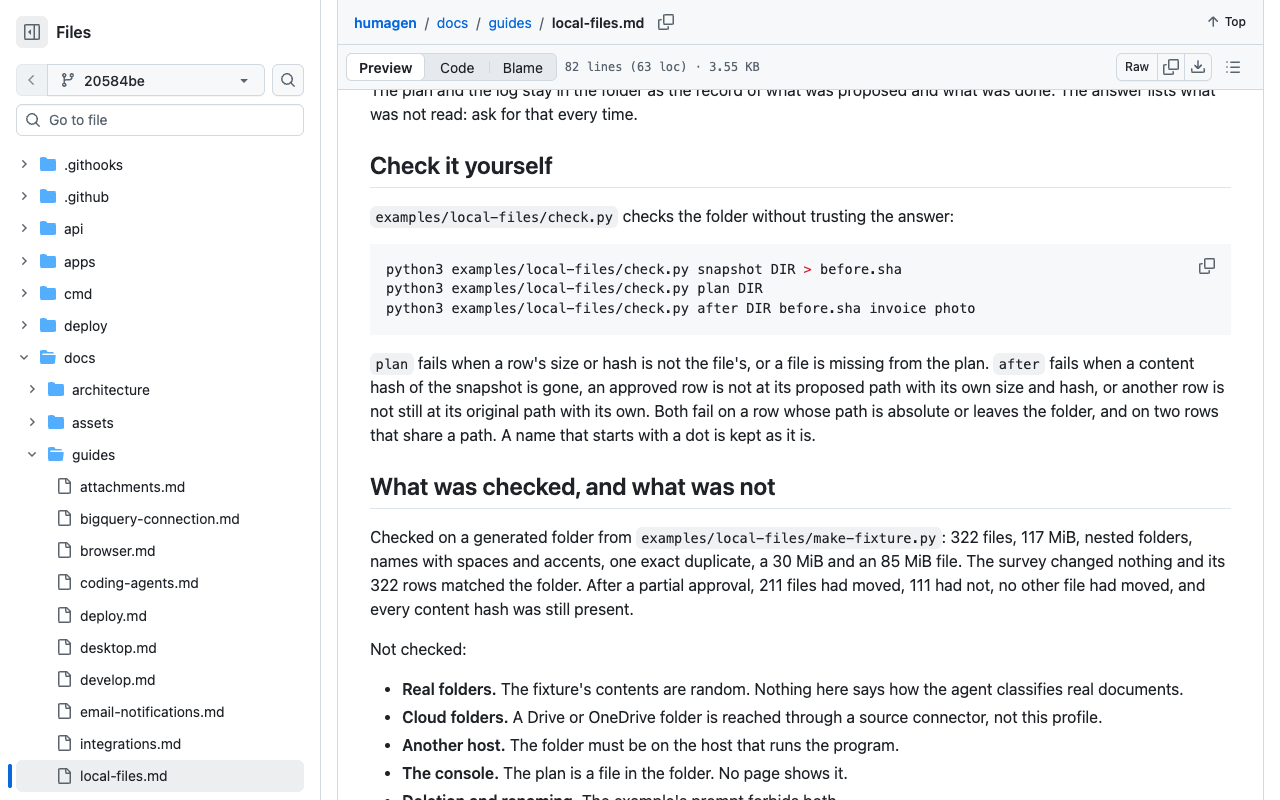 Files
20584be
Go to file
.githooks
.github
api
apps
cmd
deploy
docs
architecture
assets
guides
attachments.md
bigquery-connection.md
browser.md
coding-agents.md
deploy.md
desktop.md
develop.md
email-notifications.md
integrations.md
local-files.md
humagen / docs / guides / local-files.md
Top
Preview Code Blame 82 lines (63 loc) · 3.55 KB Raw
The plan and the log stay in the folder as the record of what was proposed and what was done. The answer lists what
was not read: ask for that every time.
Check it yourself
examples/local-files/check.py checks the folder without trusting the answer:
python3 examples/local-files/check.py snapshot DIR > before.sha
python3 examples/local-files/check.py plan DIR
python3 examples/local-files/check.py after DIR before.sha invoice photo
plan fails when a row's size or hash is not the file's, or a file is missing from the plan. after fails when a content
hash of the snapshot is gone, an approved row is not at its proposed path with its own size and hash, or another row is
not still at its original path with its own. Both fail on a row whose path is absolute or leaves the folder, and on two rows
that share a path. A name that starts with a dot is kept as it is.
What was checked, and what was not
Checked on a generated folder from examples/local-files/make-fixture.py : 322 files, 117 MiB, nested folders,
names with spaces and accents, one exact duplicate, a 30 MiB and an 85 MiB file. The survey changed nothing and its
322 rows matched the folder. After a partial approval, 211 files had moved, 111 had not, no other file had moved, and
every content hash was still present.
Not checked:
• Real folders. The fixture's contents are random. Nothing here says how the agent classifies real documents.
• Cloud folders. A Drive or OneDrive folder is reached through a source connector, not this profile.
• Another host. The folder must be on the host that runs the program.
• The console. The plan is a file in the folder. No page shows it.
• Deletion and renaming. The example's prompt forbids both.